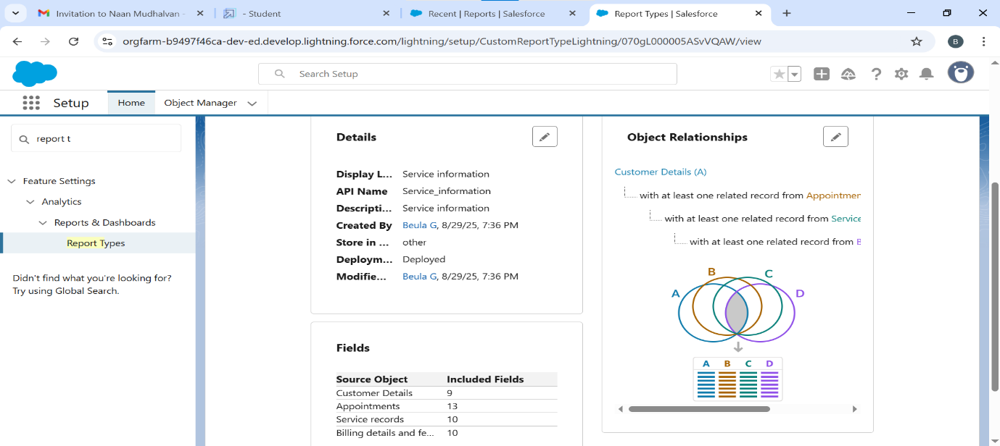 Invitation to Naan Mudhalvan -
- Student
Recent | Reports | Salesforce
Report Types | Salesforce
orgfarm-b9497f46ca-dev-ed.develop.lightning.force.com/lightning/setup/CustomReportTypeLightning/070gL000005ASvVQAW/view
B
Search Setup
Setup
Home
Object Manager
report t
Feature Settings
Analytics
Reports & Dashboards
Report Types
Didn't find what you're looking for?
Try using Global Search.
Details
Display L... Service information
API Name Service_information
Descripti... Service information
Created By Beula G, 8/29/25, 7:36 PM
Store in ... other
Deploym... Deployed
Modifie... Beula G, 8/29/25, 7:36 PM
Fields
Source Object Included Fields
Customer Details 9
Appointments 13
Service records 10
Billing details and fe... 10
Object Relationships
Customer Details (A)
with at least one related record from Appointmer
with at least one related record from Service
with at least one related record from B
B C
A D
A B C D